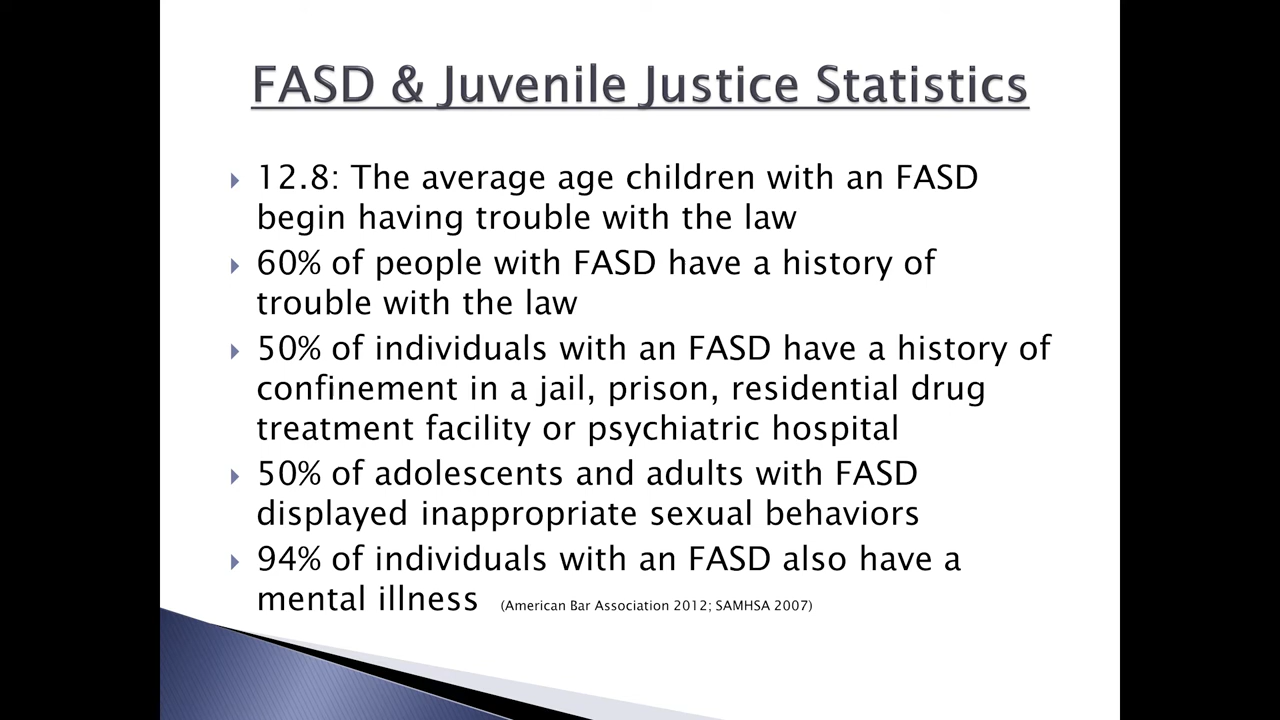 FASD & Juvenile Justice Statistics
12.8: The average age children with an FASD
begin having trouble with the law
60% of people with FASD have a history of
trouble with the law
50% of individuals with an FASD have a history of
confinement in a jail, prison, residential drug
treatment facility or psychiatric hospital
50% of adolescents and adults with FASD
displayed inappropriate sexual behaviors
94% of individuals with an FASD also have a
mental illness (American Bar Association 2012; SAMHSA 2007)